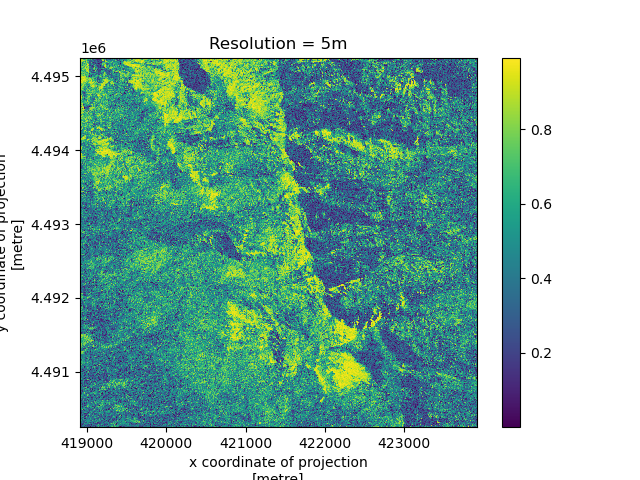 Resolution = 5m
1e6
4.495
4.494
4.493
4.492
4.491
y coordinate of projection
[metre]
419000 420000 421000 422000 423000
x coordinate of projection
[metre]
0.8
0.6
0.4
0.2